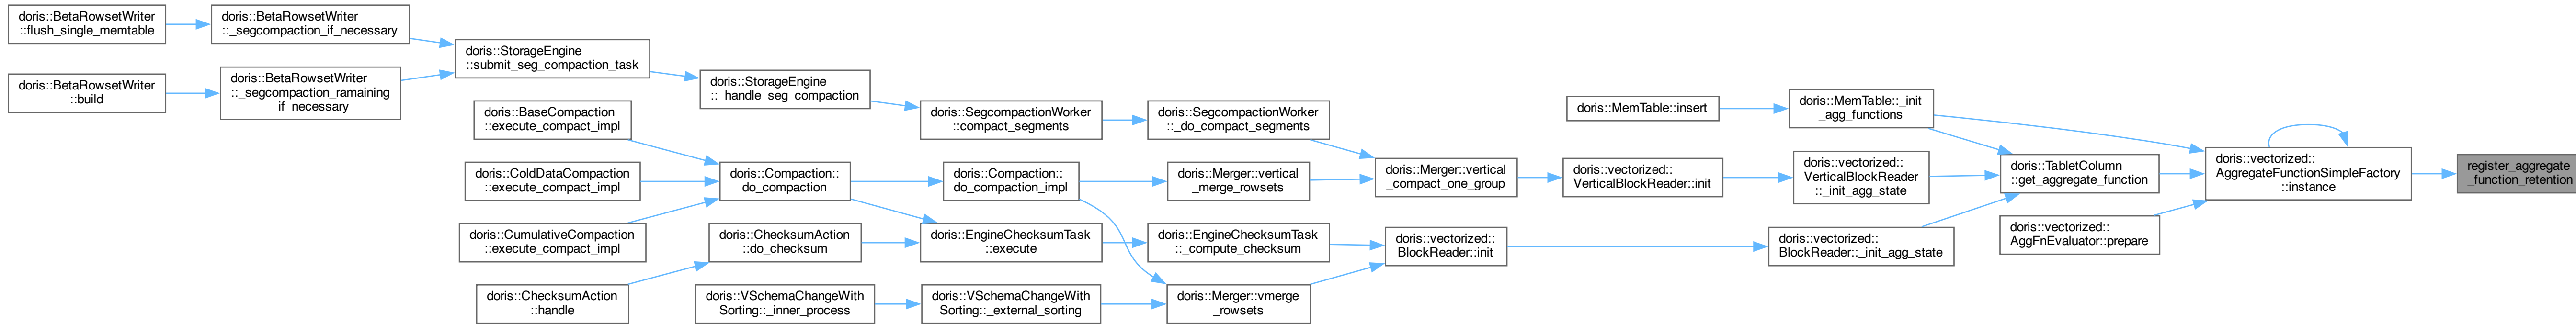 doris::BetaRowsetWriter
::flush_single_memtable
doris::BetaRowsetWriter
::_segcompaction_if_necessary
doris::BetaRowsetWriter
::build
doris::BetaRowsetWriter
::_segcompaction_ramaining
_if_necessary
doris::StorageEngine
::submit_seg_compaction_task
doris::StorageEngine
::_handle_seg_compaction
doris::BaseCompaction
::execute_compact_impl
doris::ColdDataCompaction
::execute_compact_impl
doris::CumulativeCompaction
::execute_compact_impl
doris::ChecksumAction
::handle
doris::Compaction::
do_compaction
doris::ChecksumAction
::do_checksum
doris::VSchemaChangeWith
Sorting::_inner_process
doris::SegcompactionWorker
::compact_segments
doris::Compaction::
do_compaction_impl
doris::EngineChecksumTask
::execute
doris::VSchemaChangeWith
Sorting::_external_sorting
doris::SegcompactionWorker
::_do_compact_segments
doris::Merger::vertical
_merge_rowsets
doris::EngineChecksumTask
::_compute_checksum
doris::Merger::vmerge
_rowsets
doris::Merger::vertical
_compact_one_group
doris::vectorized::
BlockReader::init
doris::MemTable::insert
doris::vectorized::
VerticalBlockReader::init
doris::MemTable::_init
_agg_functions
doris::vectorized::
VerticalBlockReader
::_init_agg_state
doris::vectorized::
BlockReader::_init_agg_state
doris::TabletColumn
::get_aggregate_function
doris::vectorized::
AggFnEvaluator::prepare
doris::vectorized::
AggregateFunctionSimpleFactory
::instance
register_aggregate
_function_retention